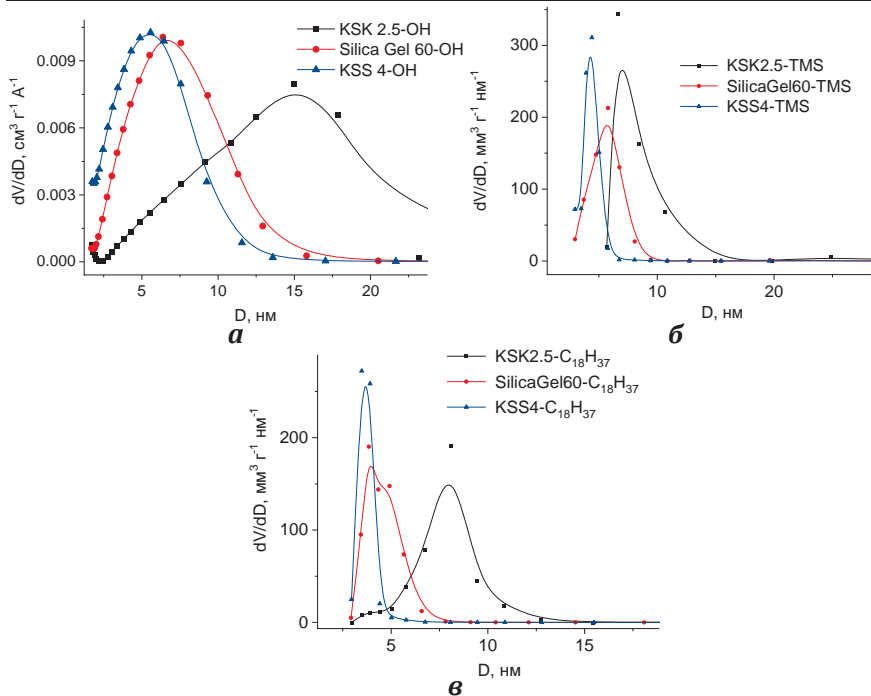 KSK 2.5-OH
Silica Gel 60-OH
KSS 4-OH
dV/dD, см³ г⁻¹ А⁻¹
0.010
0.009
0.006
0.003
0.000
5 10 15 20
D, нм
а
KSK2.5-TMS
SilicaGel60-TMS
KSS4-TMS
dV/dD, мм³ г⁻¹ нм⁻¹
300
200
100
0
10 20
D, нм
б
KSK2.5-C₁₈H₃₇
SilicaGel60-C₁₈H₃₇
KSS4-C₁₈H₃₇
dV/dD, мм³ г⁻¹ нм⁻¹
200
100
0
5 10 15
D, нм
в